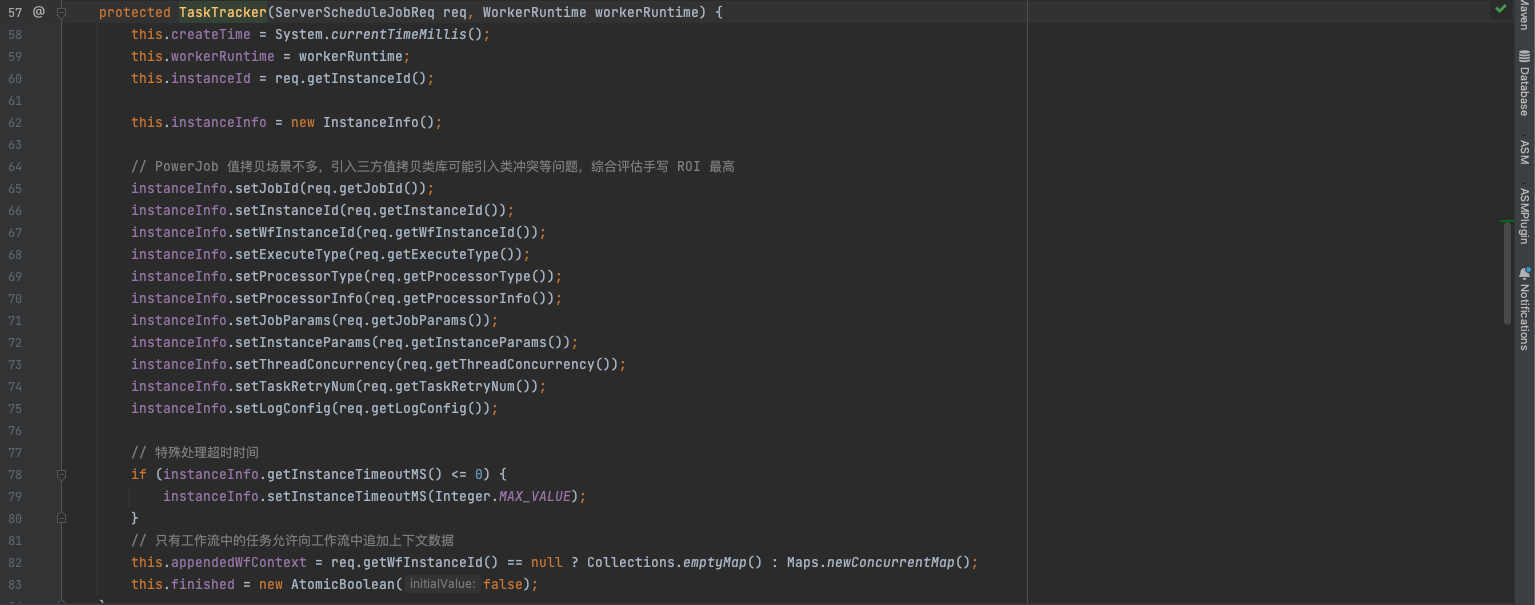 57 @ protected TaskTracker(ServerScheduleJobReq req, WorkerRuntime workerRuntime) {
58 this.createTime = System.currentTimeMillis();
59 this.workerRuntime = workerRuntime;
60 this.instanceId = req.getInstanceId();
61
62 this.instanceInfo = new InstanceInfo();
63
64 // PowerJob 值拷贝场景不多，引入三方值拷贝类库可能引入类冲突等问题，综合评估手写 ROI 最高
65 instanceInfo.setJobId(req.getJobId());
66 instanceInfo.setInstanceId(req.getInstanceId());
67 instanceInfo.setWfInstanceId(req.getWfInstanceId());
68 instanceInfo.setExecuteType(req.getExecuteType());
69 instanceInfo.setProcessorType(req.getProcessorType());
70 instanceInfo.setProcessorInfo(req.getProcessorInfo());
71 instanceInfo.setJobParams(req.getJobParams());
72 instanceInfo.setInstanceParams(req.getInstanceParams());
73 instanceInfo.setThreadConcurrency(req.getThreadConcurrency());
74 instanceInfo.setTaskRetryNum(req.getTaskRetryNum());
75 instanceInfo.setLogConfig(req.getLogConfig());
76
77 // 特殊处理超时时间
78 if (instanceInfo.getInstanceTimeoutMS() <= 0) {
79 instanceInfo.setInstanceTimeoutMS(Integer.MAX_VALUE);
80 }
81 // 只有工作流中的任务允许向工作流中追加上下文数据
82 this.appendedWfContext = req.getWfInstanceId() == null ? Collections.emptyMap() : Maps.newConcurrentMap();
83 this.finished = new AtomicBoolean( initialValue: false);
Maven
Database
ASM
ASMPlugin
Notifications